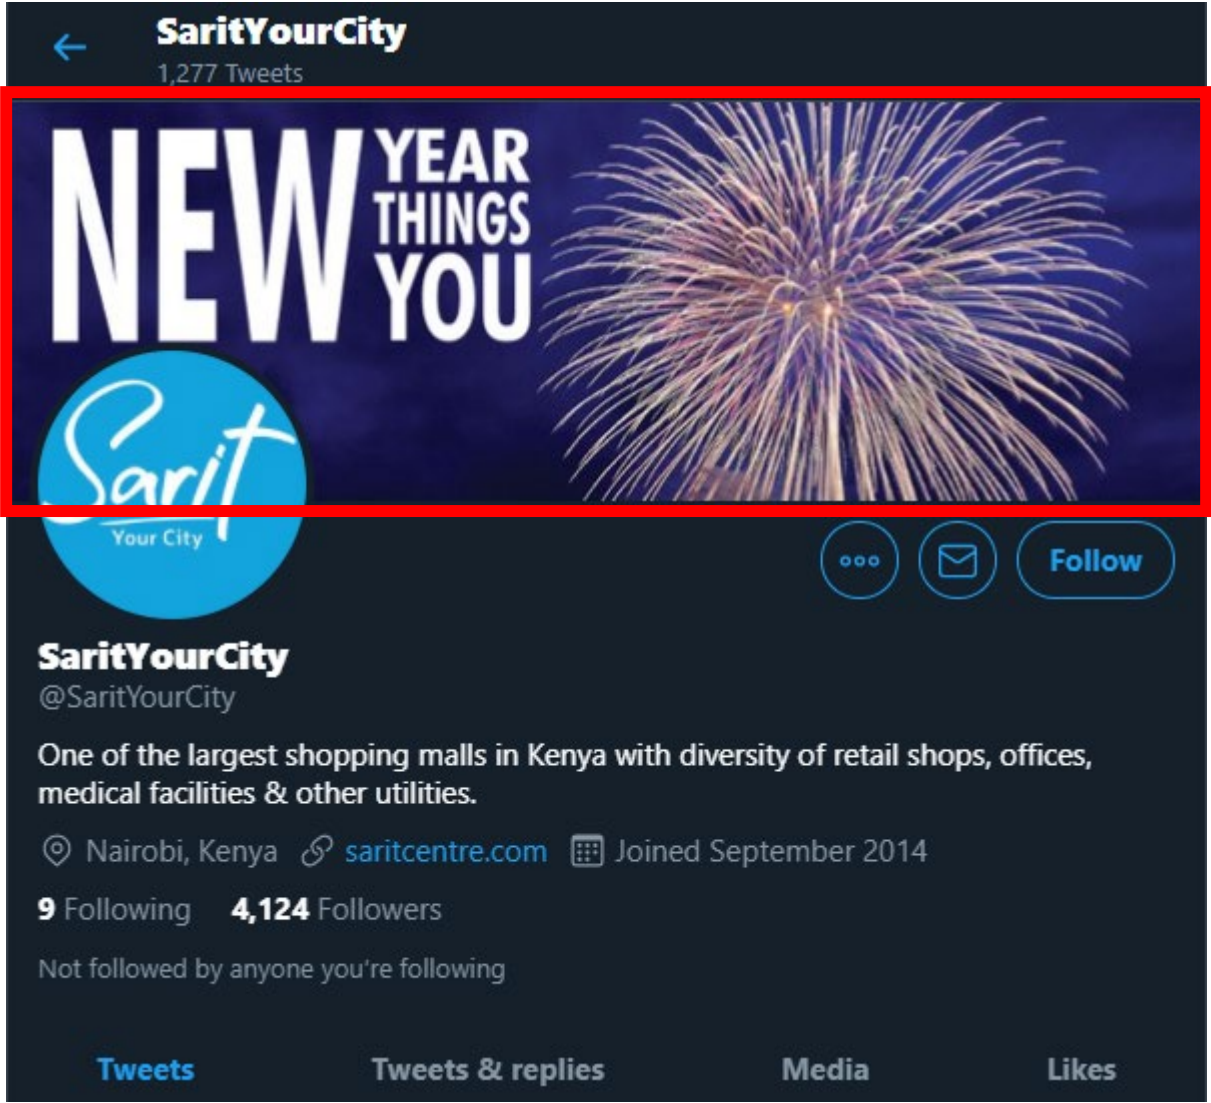 SaritYourCity
1,277 Tweets
NEW YEAR
THINGS
YOU
Sarit
Your City
Follow
SaritYourCity
@SaritYourCity
One of the largest shopping malls in Kenya with diversity of retail shops, offices,
medical facilities & other utilities.
Nairobi, Kenya saritcentre.com Joined September 2014
9 Following 4,124 Followers
Not followed by anyone you're following
Tweets Tweets & replies Media Likes